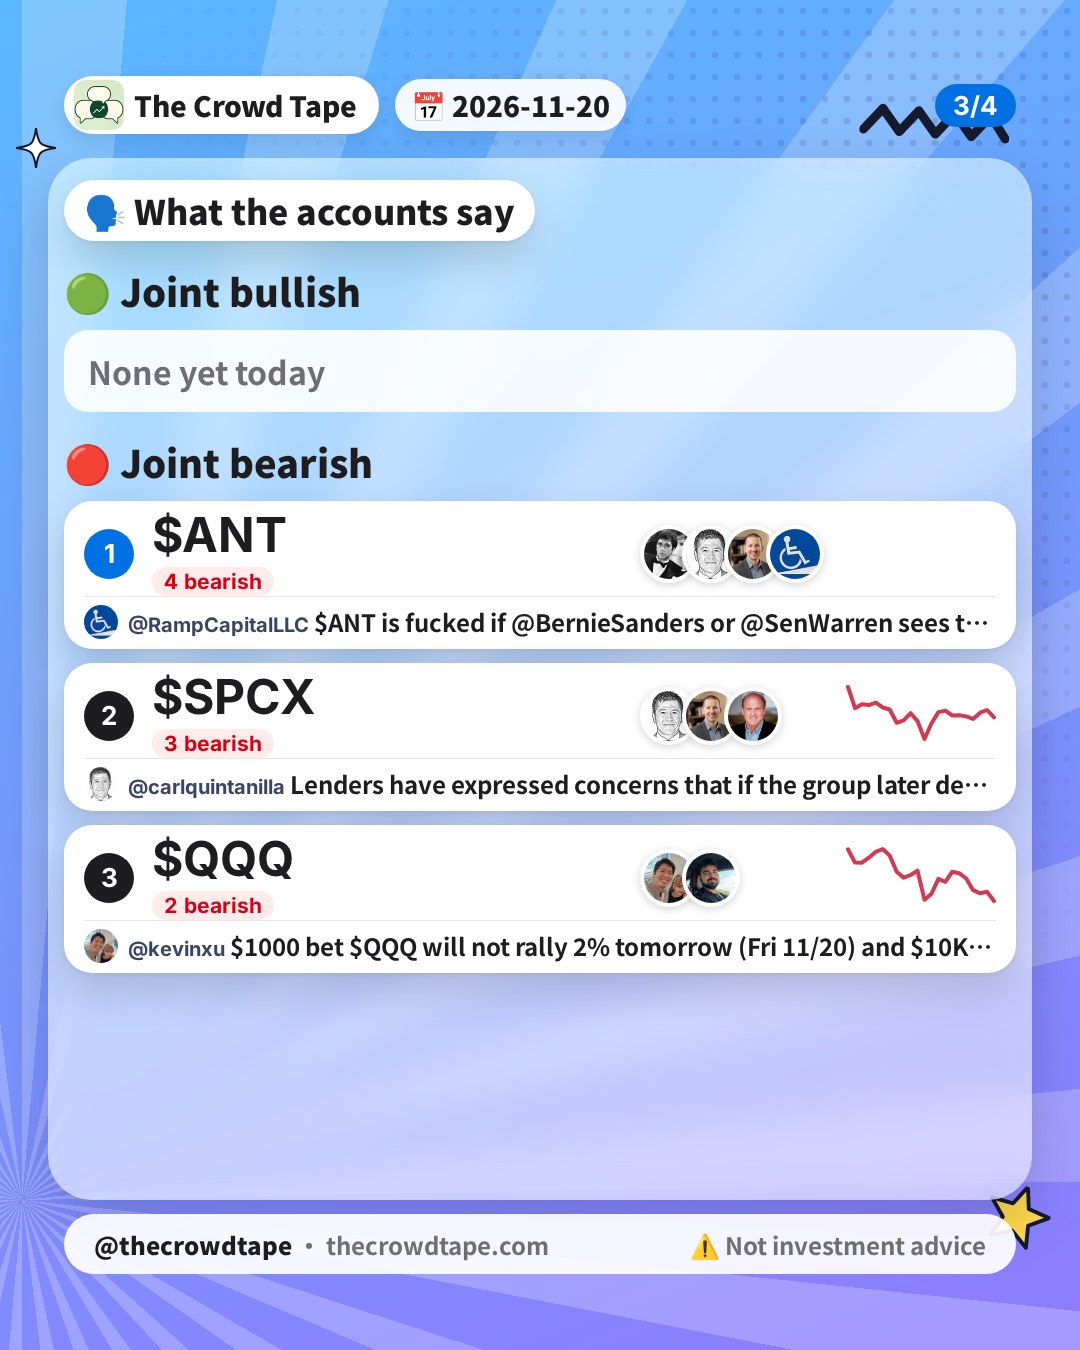 The Crowd Tape
July
17
2026-11-20
3/4
What the accounts say
Joint bullish
None yet today
Joint bearish
1
$ANT
4 bearish
@RampCapitalLLC $ANT is fucked if @BernieSanders or @SenWarren sees t···
2
$SPCX
3 bearish
@carlquintanilla Lenders have expressed concerns that if the group later de···
3
$QQQ
2 bearish
@kevinxu $1000 bet $QQQ will not rally 2% tomorrow (Fri 11/20) and $10K···
@thecrowdtape • thecrowdtape.com
Not investment advice